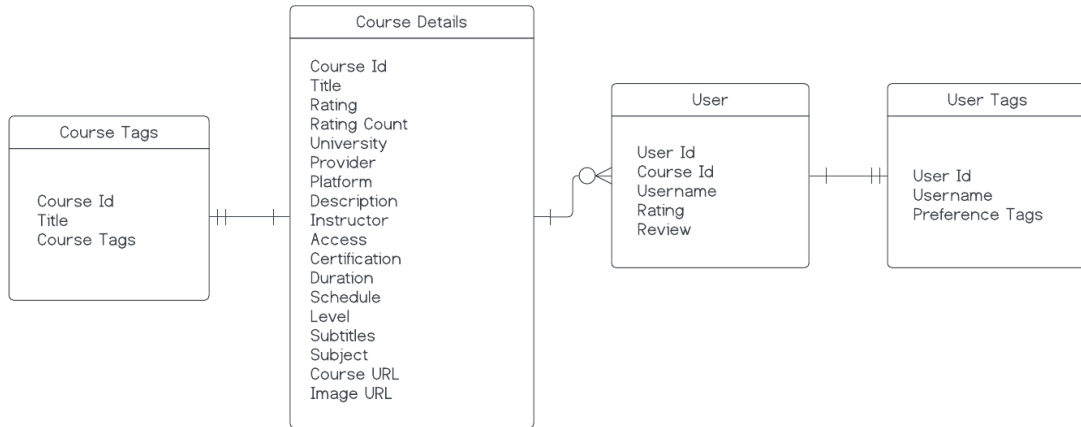 Course Tags
Course Id
Title
Course Tags
Course Details
Course Id
Title
Rating
Rating Count
University
Provider
Platform
Description
Instructor
Access
Certification
Duration
Schedule
Level
Subtitles
Subject
Course URL
Image URL
User
User Id
Course Id
Username
Rating
Review
User Tags
User Id
Username
Preference Tags